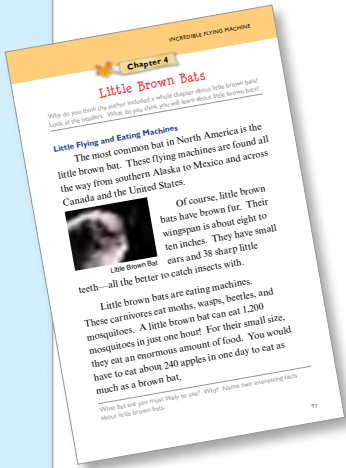 INCREDIBLE FLYING MACHINE
Chapter 4
Little Brown Bats
Why do you think the author included a whole chapter about little brown bats?
Look at the headers. What do you think you will learn about little brown bats?
Little Flying and Eating Machines
The most common bat in North America is the
little brown bat. These flying machines are found all
the way from southern Alaska to Mexico and across
Canada and the United States.
Of course, little brown
bats have brown fur. Their
wingspan is about eight to
ten inches. They have small
ears and 38 sharp little
Little Brown Bat
teeth—all the better to catch insects with.
Little brown bats are eating machines.
These carnivores eat moths, wasps, beetles, and
mosquitoes. A little brown bat can eat 1,200
mosquitoes in just one hour! For their small size,
they eat an enormous amount of food. You would
have to eat about 240 apples in one day to eat as
much as a brown bat.
What bat are you most likely to see? Why? Name two interesting facts
about little brown bats.